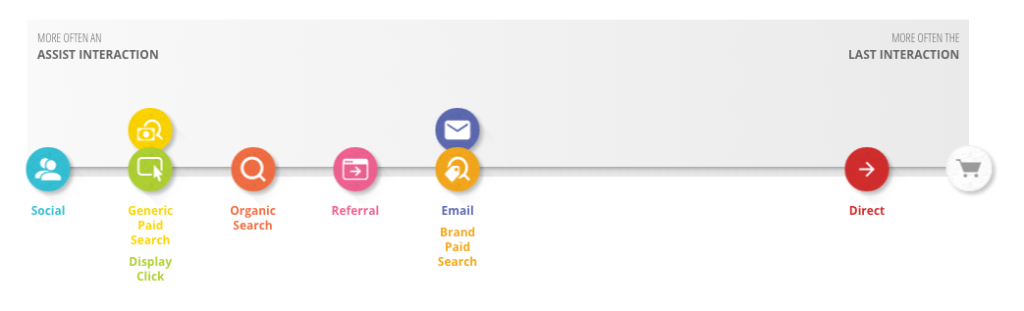 MORE OFTEN AN
ASSIST INTERACTION
MORE OFTEN THE
LAST INTERACTION
Social
Generic
Paid
Search
Display
Click
Organic
Search
Referral
Email
Brand
Paid
Search
Direct